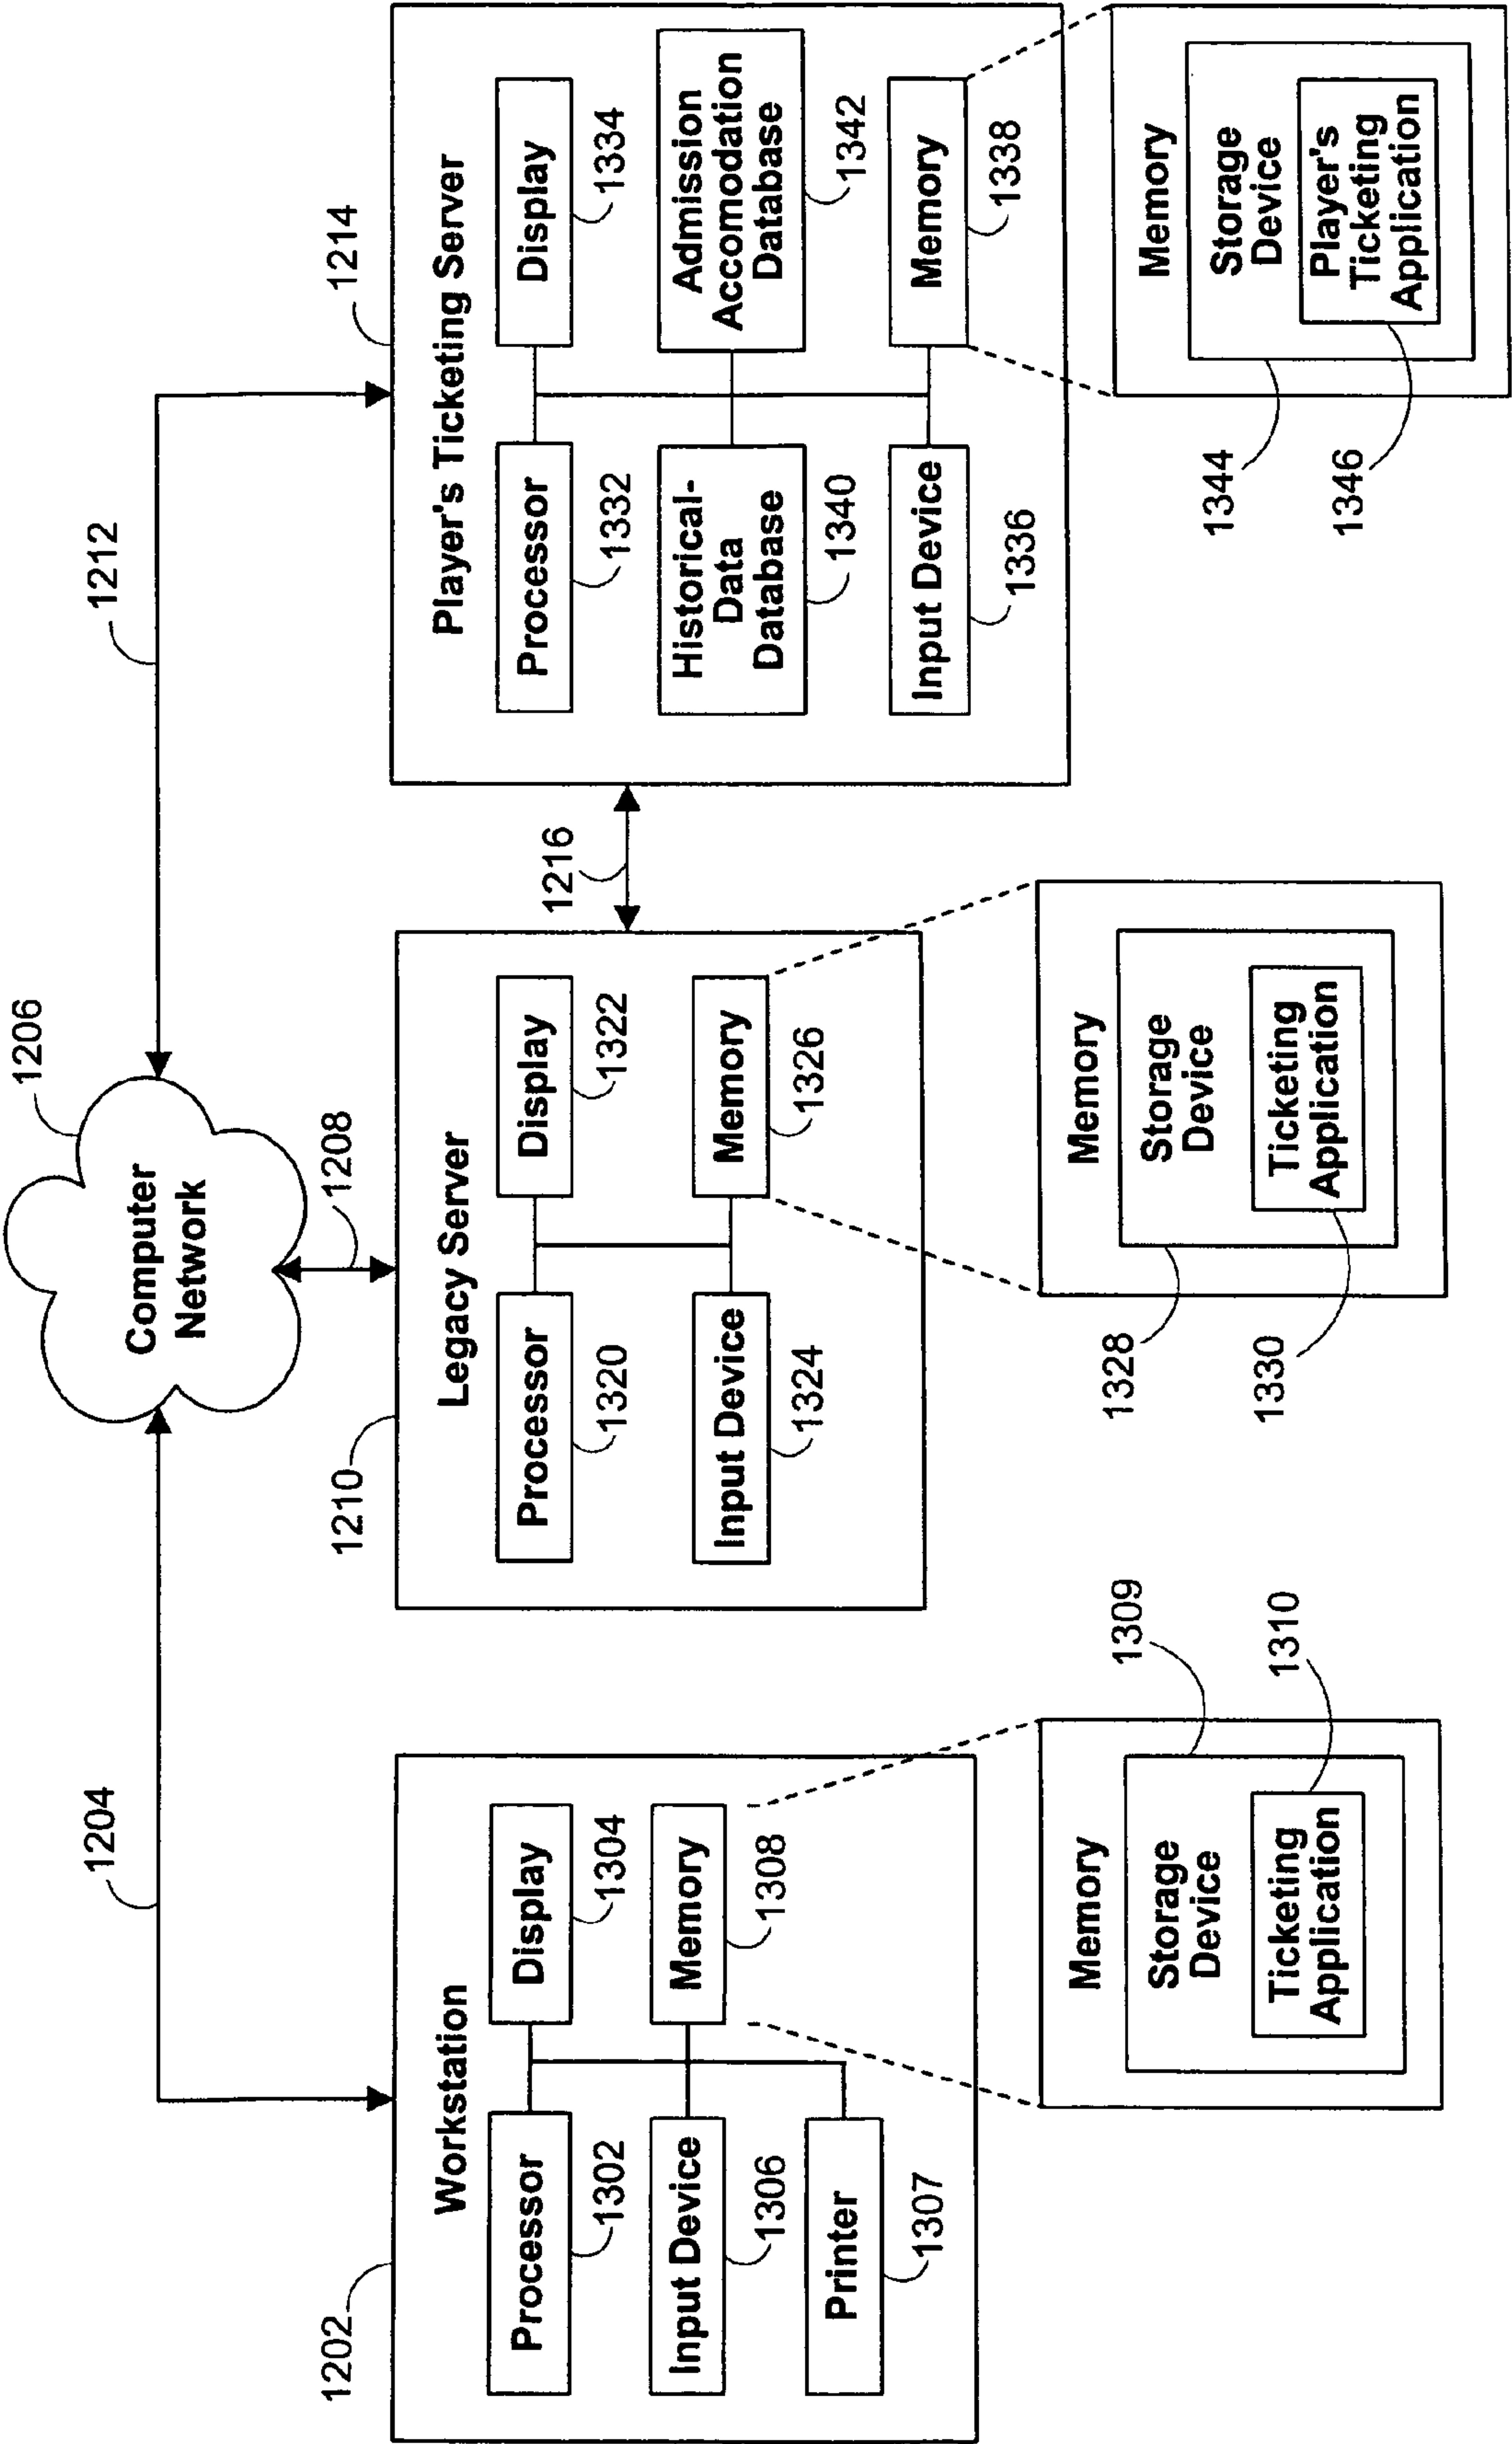 1206
Computer
Network
1204
1208
1212
1202
Workstation
Processor
1302
Display
1304
Input Device
1306
Memory
1308
Printer
1307
Memory
Storage
Device
Ticketing
Application
1309
1310
1210
Legacy Server
Processor
1320
Display
1322
Input Device
1324
Memory
1326
Memory
Storage
Device
Ticketing
Application
1328
1330
1216
1214
Player's Ticketing Server
Processor
1332
Display
1334
Historical-
Data
Database
1340
Admission
Accomodation
Database
1342
Input Device
1336
Memory
1338
Memory
Storage
Device
Player's
Ticketing
Application
1344
1346